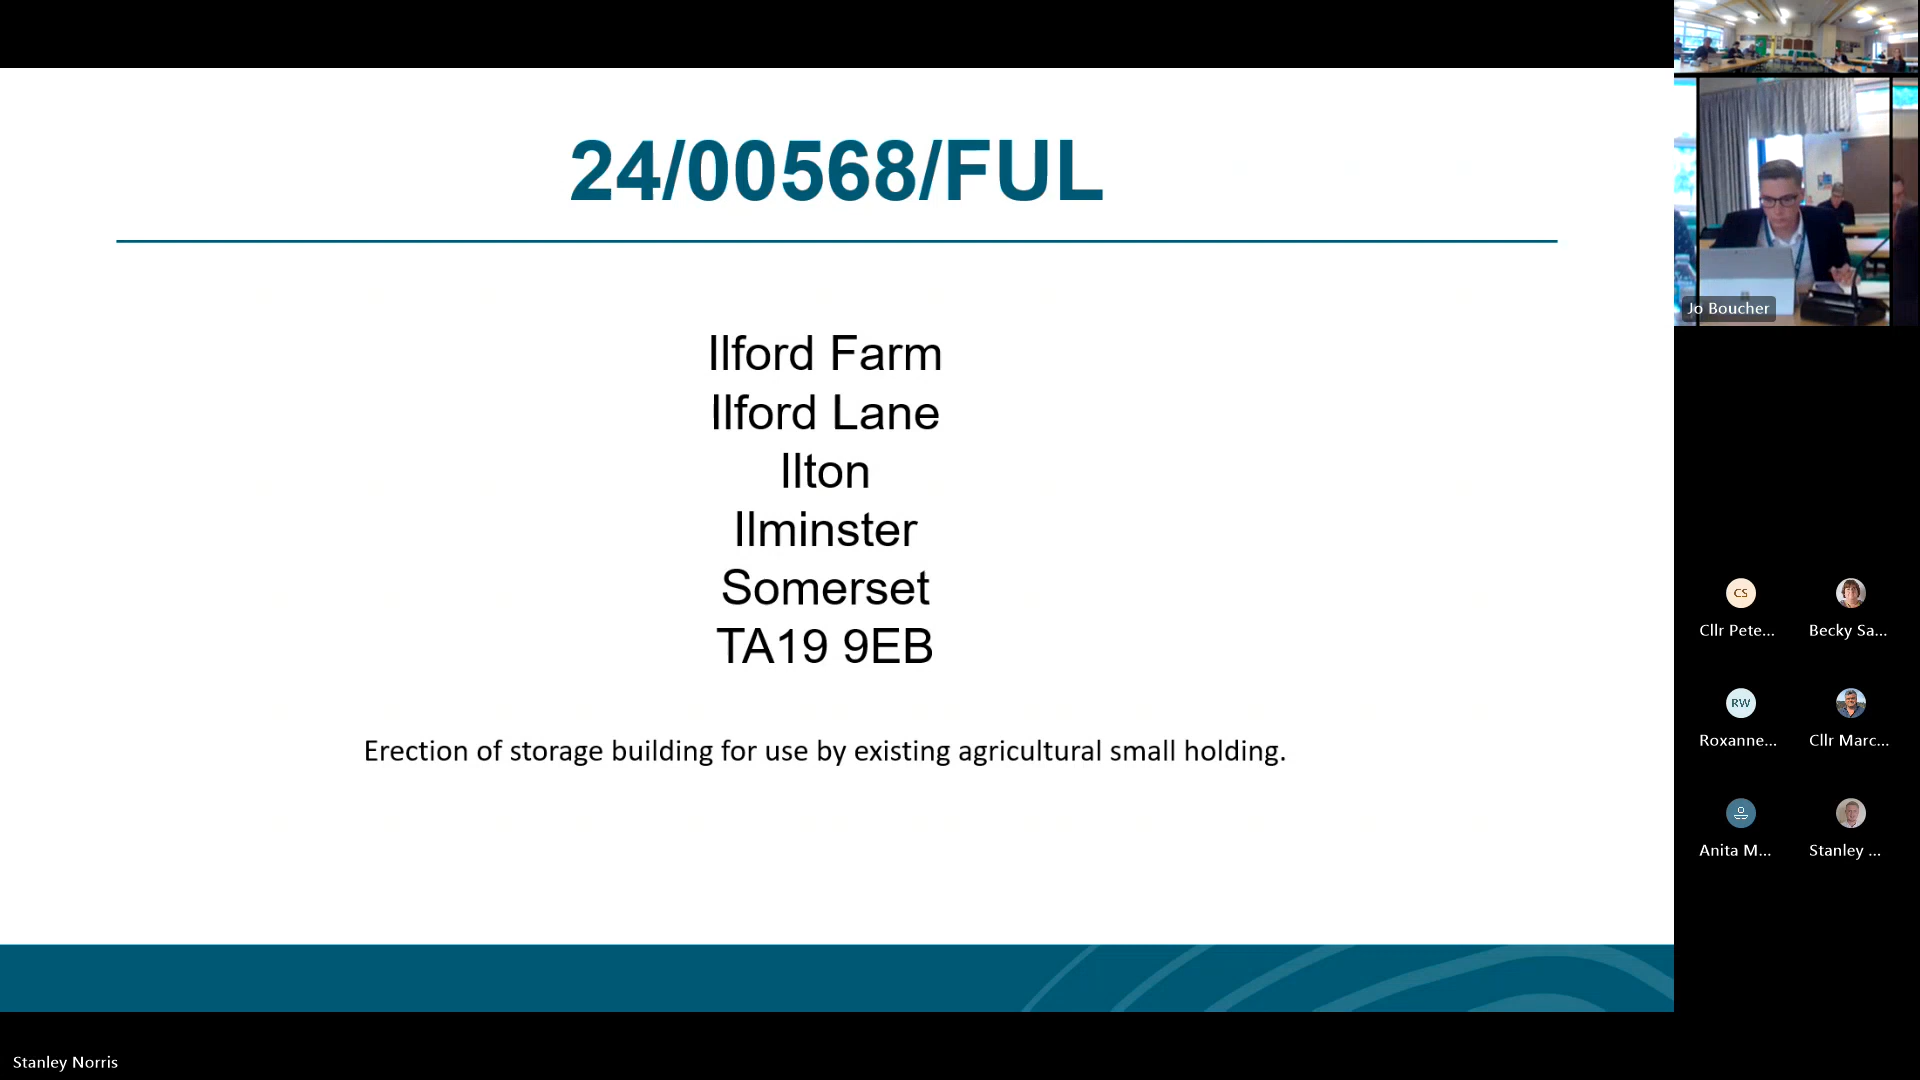 24/00568/FUL
Ilford Farm
Ilford Lane
Ilton
Ilminster
Somerset
TA19 9EB
Erection of storage building for use by existing agricultural small holding.
Jo Boucher
CS
Cllr Pete...
Becky Sa...
RW
Roxanne...
Cllr Marc...
Anita M...
Stanley ...
Stanley Norris